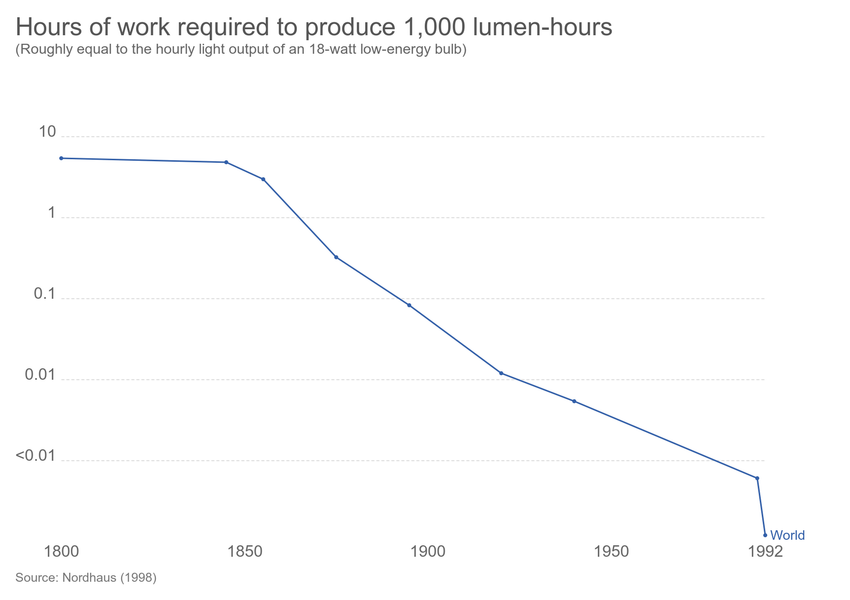 Hours of work required to produce 1,000 lumen-hours
(Roughly equal to the hourly light output of an 18-watt low-energy bulb)
10
1
0.1
0.01
<0.01
World
1800 1850 1900 1950 1992
Source: Nordhaus (1998)